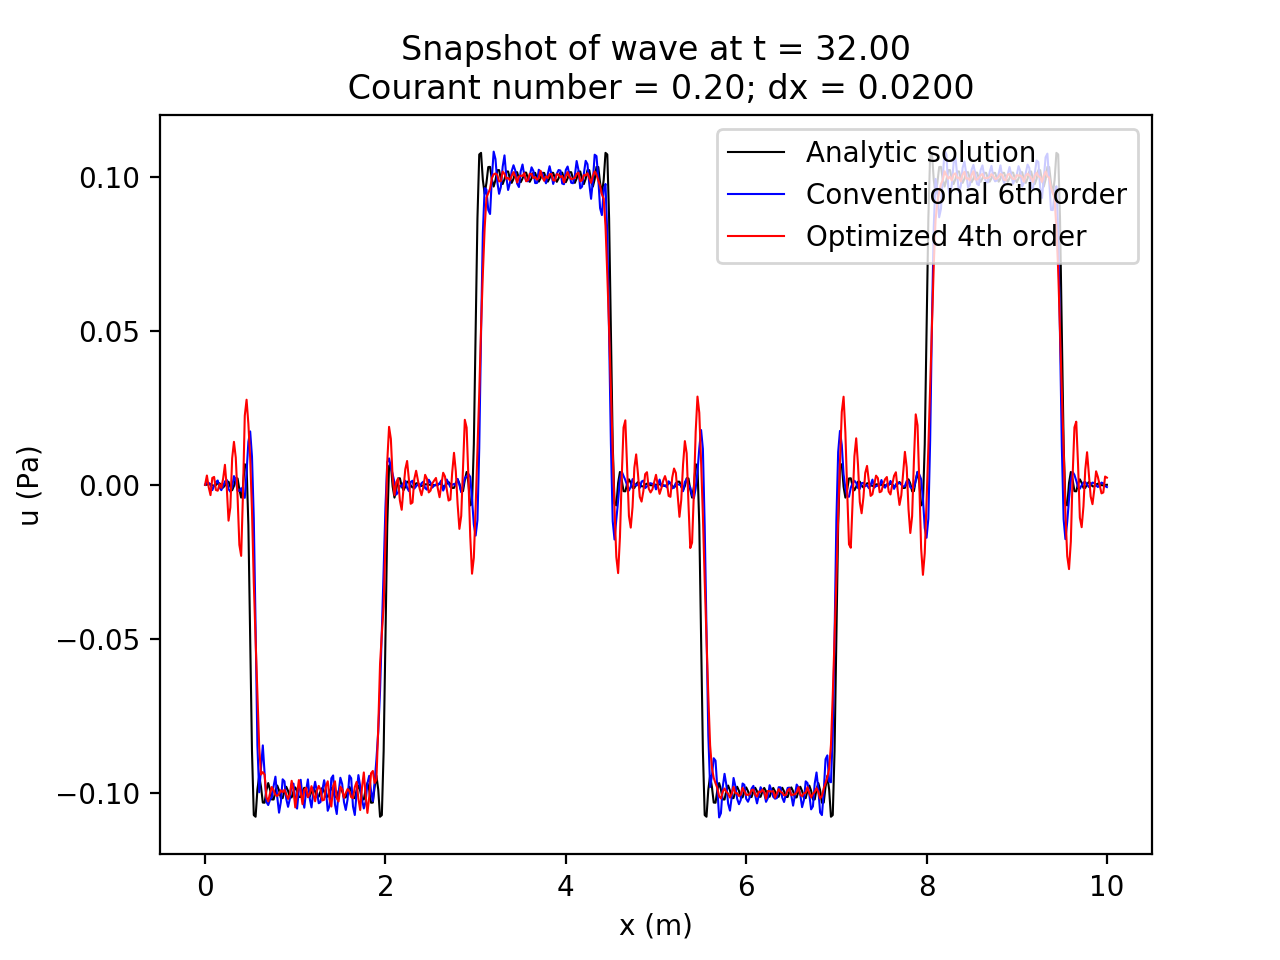 Snapshot of wave at t = 32.00
Courant number = 0.20; dx = 0.0200
Analytic solution
Conventional 6th order
Optimized 4th order
0.10
0.05
0.00
−0.05
−0.10
u (Pa)
0 2 4 6 8 10
x (m)